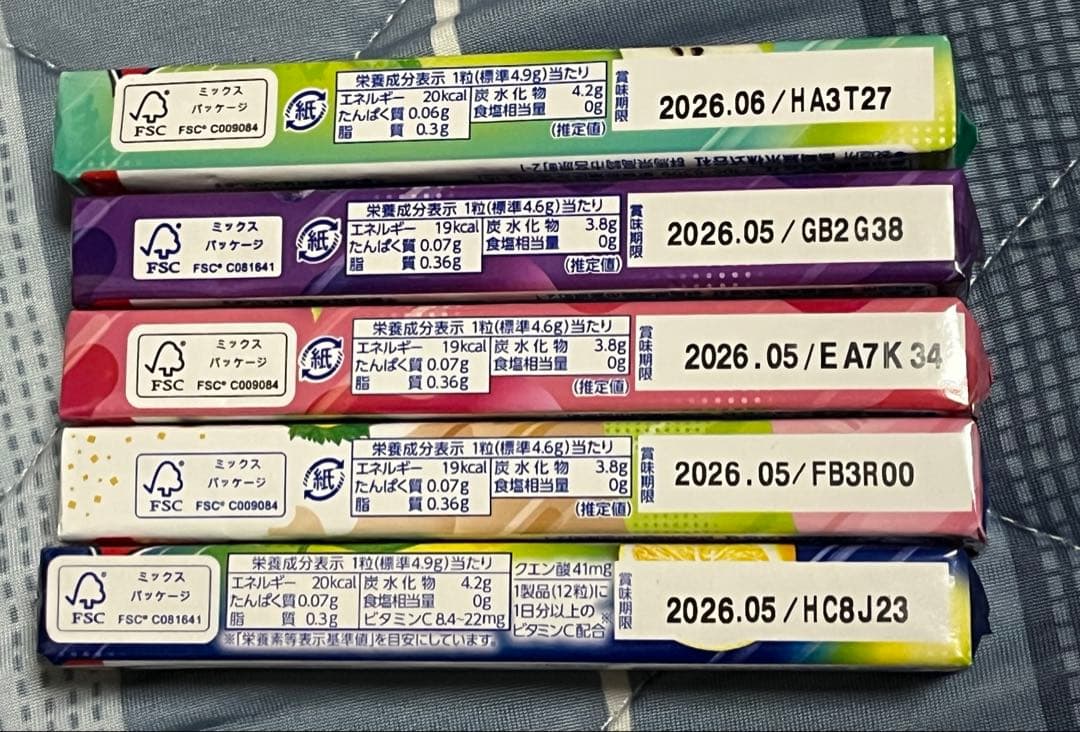 ミックス
パッケージ
FSC FSC® C009084
紙
栄養成分表示 1粒(標準4.9g)当たり
エネルギー 20kcal 炭水化物 4.2g
たんぱく質 0.06g 食塩相当量 0g
脂質 0.3g (推定値)
賞味期限
2026.06/HA3T27
ミックス
パッケージ
FSC FSC® C081641
紙
栄養成分表示 1粒(標準4.6g)当たり
エネルギー 19kcal 炭水化物 3.8g
たんぱく質 0.07g 食塩相当量 0g
脂質 0.36g (推定値)
賞味期限
2026.05/GB2G38
ミックス
パッケージ
FSC FSC® C009084
紙
栄養成分表示 1粒(標準4.6g)当たり
エネルギー 19kcal 炭水化物 3.8g
たんぱく質 0.07g 食塩相当量 0g
脂質 0.36g (推定値)
賞味期限
2026.05/EA7K34
ミックス
パッケージ
FSC FSC® C009084
紙
栄養成分表示 1粒(標準4.6g)当たり
エネルギー 19kcal 炭水化物 3.8g
たんぱく質 0.07g 食塩相当量 0g
脂質 0.36g (推定値)
賞味期限
2026.05/FB3R00
ミックス
パッケージ
FSC FSC® C081641
栄養成分表示 1粒(標準4.9g)当たり
エネルギー 20kcal 炭水化物 4.2g
たんぱく質 0.07g 食塩相当量 0g
脂質 0.3g ビタミンC 8.4~22mg
※「栄養素等表示基準値」を目安にしています。
クエン酸 41mg
1製品(12粒)に
1日分以上の※
ビタミンC配合
賞味期限
2026.05/HC8J23